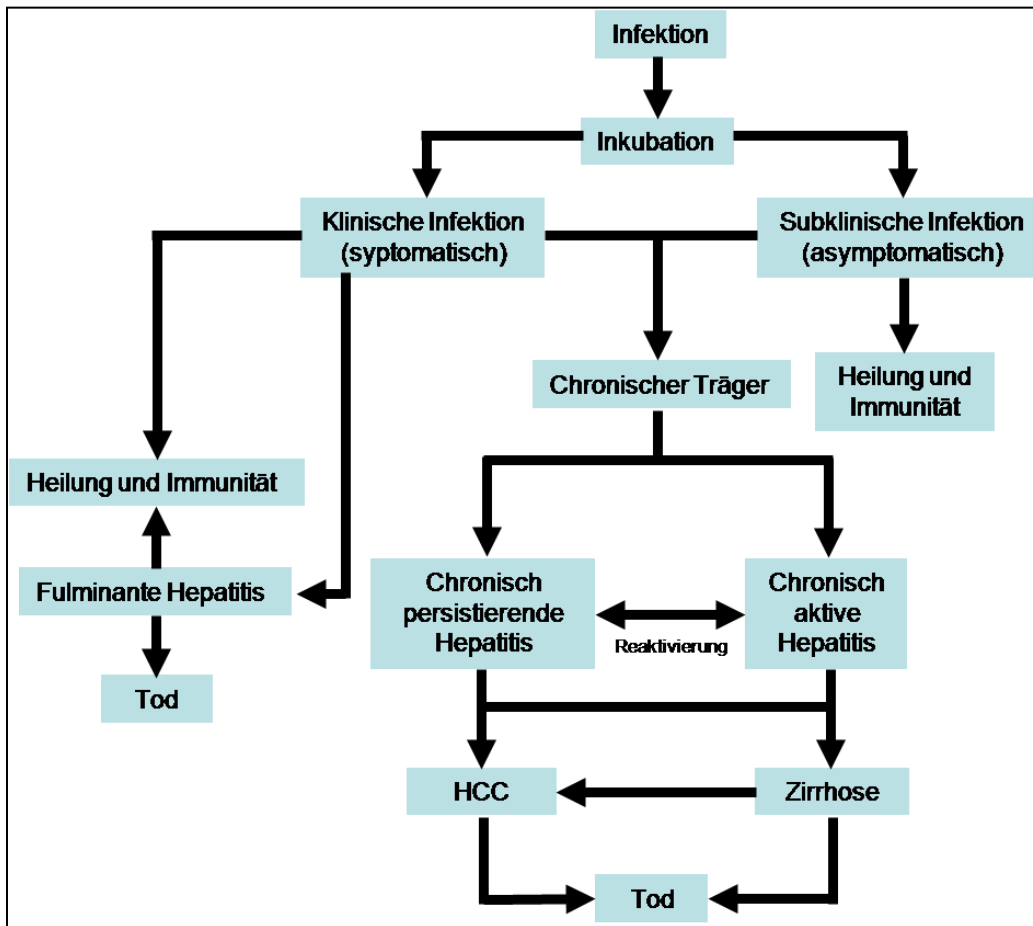 Infektion
Inkubation
Klinische Infektion
(syptomatisch)
Subklinische Infektion
(asymptomatisch)
Chronischer Träger
Heilung und
Immunität
Heilung und Immunität
Fulminante Hepatitis
Tod
Chronisch
persistierende
Hepatitis
Reaktivierung
Chronisch
aktive
Hepatitis
HCC
Zirrhose
Tod